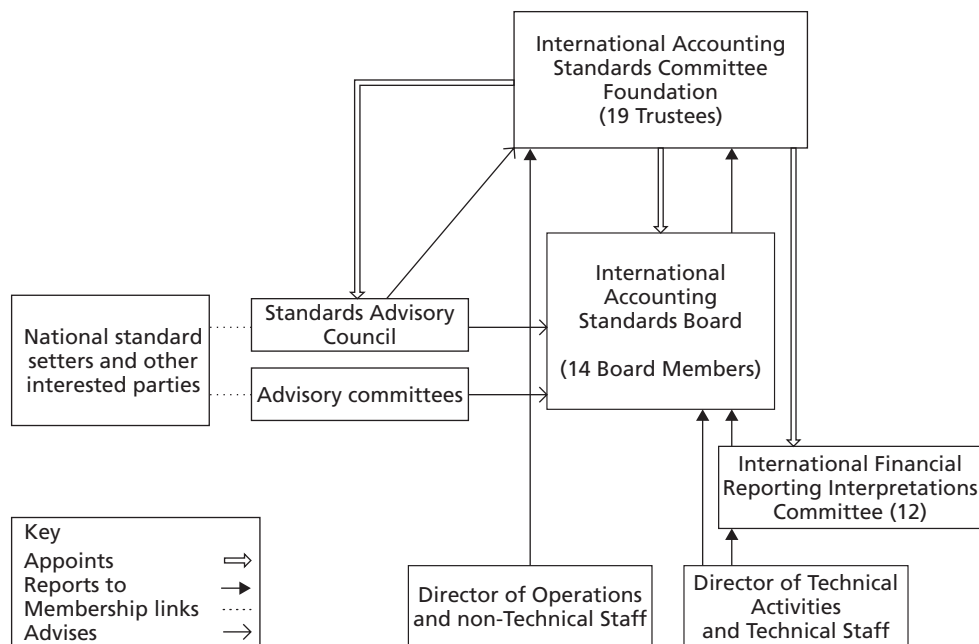 International Accounting
Standards Committee
Foundation
(19 Trustees)
International
Accounting
Standards Board
(14 Board Members)
National standard
setters and other
interested parties
Standards Advisory
Council
Advisory committees
International Financial
Reporting Interpretations
Committee (12)
Key
Appoints
Reports to
Membership links
Advises
Director of Operations
and non-Technical Staff
Director of Technical
Activities
and Technical Staff